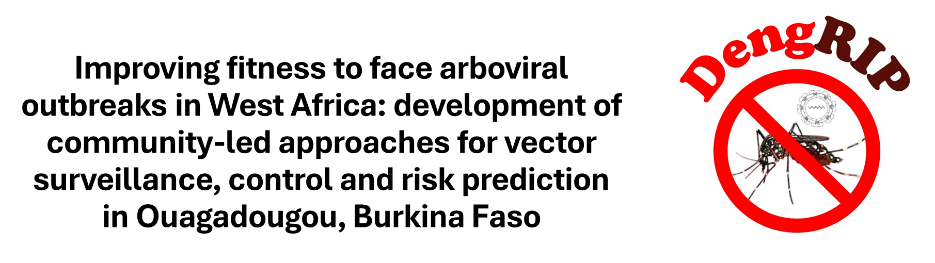 Improving fitness to face arboviral
outbreaks in West Africa: development of
community-led approaches for vector
surveillance, control and risk prediction
in Ouagadougou, Burkina Faso
DengRIP